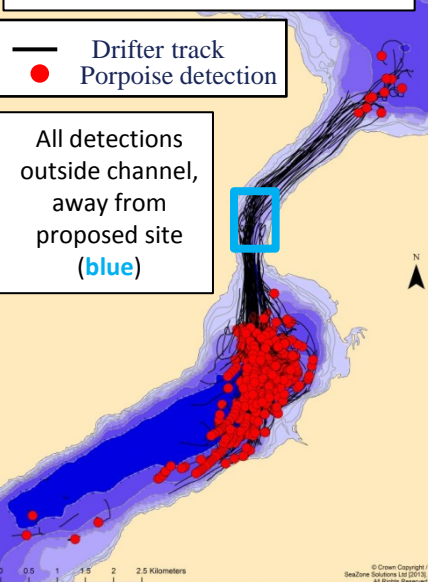 Drifter track
Porpoise detection
All detections
outside channel,
away from
proposed site
(blue)
N
0 0.5 1 1.5 2 2.5 Kilometers
© Crown Copyright /
SeaZone Solutions Ltd [2013].
All Rights Reserved